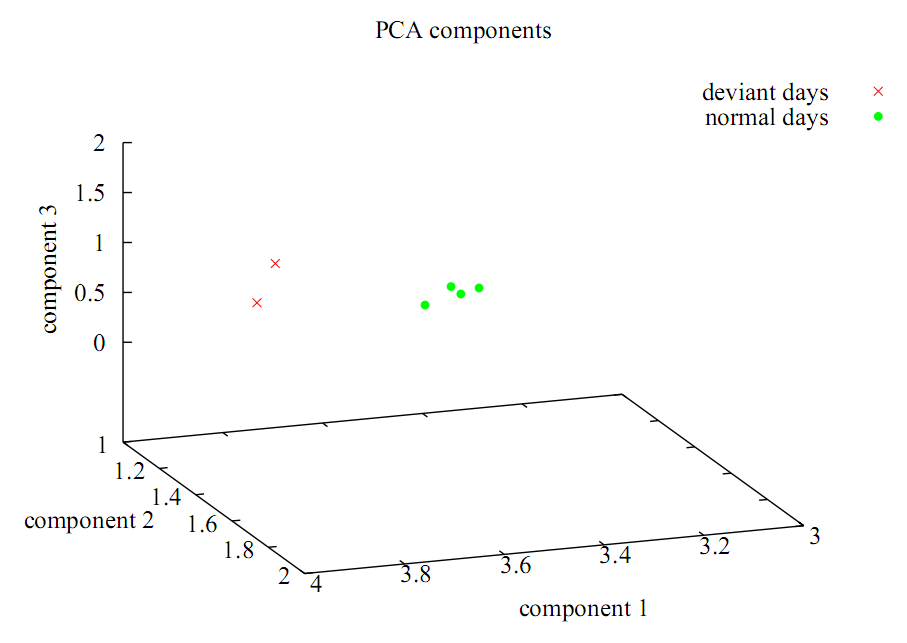 PCA components
deviant days
normal days
2
1.5
1
0.5
0
component 3
1
1.2
1.4
1.6
1.8
2
component 2
4
3.8
3.6
3.4
3.2
3
component 1